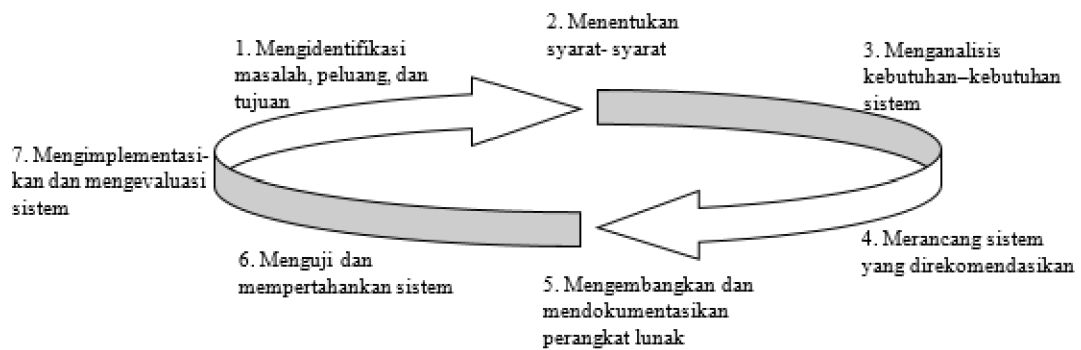 1. Mengidentifikasi
masalah, peluang, dan
tujuan
2. Menentukan
syarat- syarat
3. Menganalisis
kebutuhan–kebutuhan
sistem
4. Merancang sistem
yang direkomendasikan
5. Mengembangkan dan
mendokumentasikan
perangkat lunak
6. Menguji dan
mempertahankan sistem
7. Mengimplementasi-
kan dan mengevaluasi
sistem